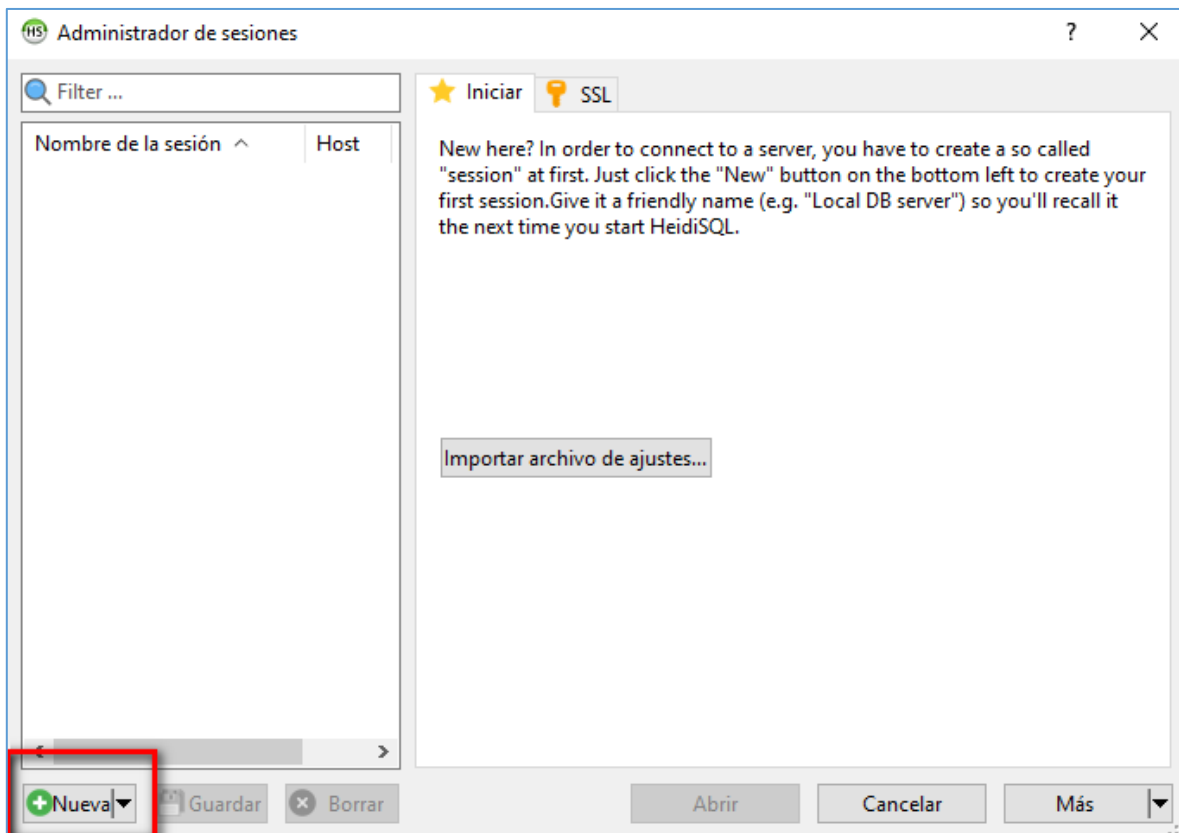 HS Administrador de sesiones ?
Filter ...
Nombre de la sesión Host
Iniciar SSL
New here? In order to connect to a server, you have to create a so called
"session" at first. Just click the "New" button on the bottom left to create your
first session.Give it a friendly name (e.g. "Local DB server") so you'll recall it
the next time you start HeidiSQL.
Importar archivo de ajustes...
Nueva Guardar Borrar Abrir Cancelar Más